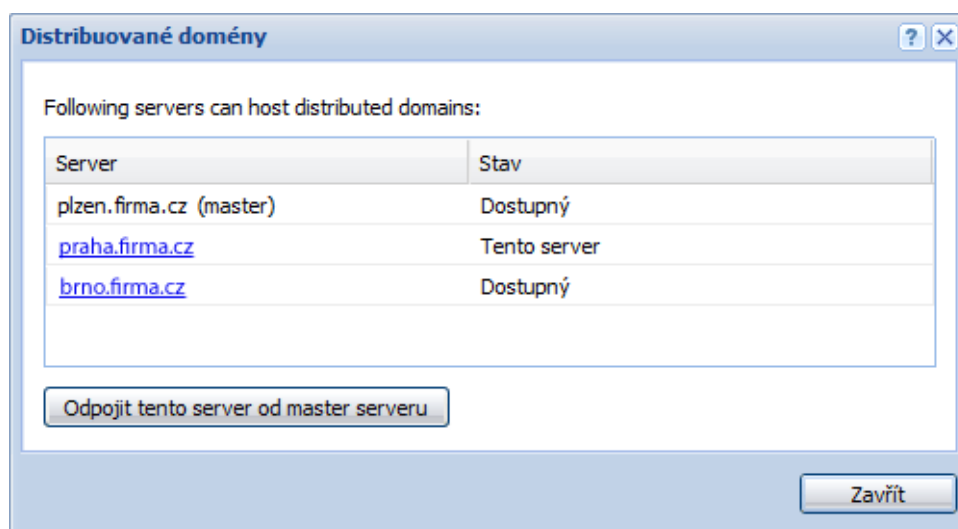 Distribuované domény
Following servers can host distributed domains:
Server Stav
plzen.firma.cz (master) Dostupný
praha.firma.cz Tento server
brno.firma.cz Dostupný
Odpojit tento server od master serveru
Zavřít